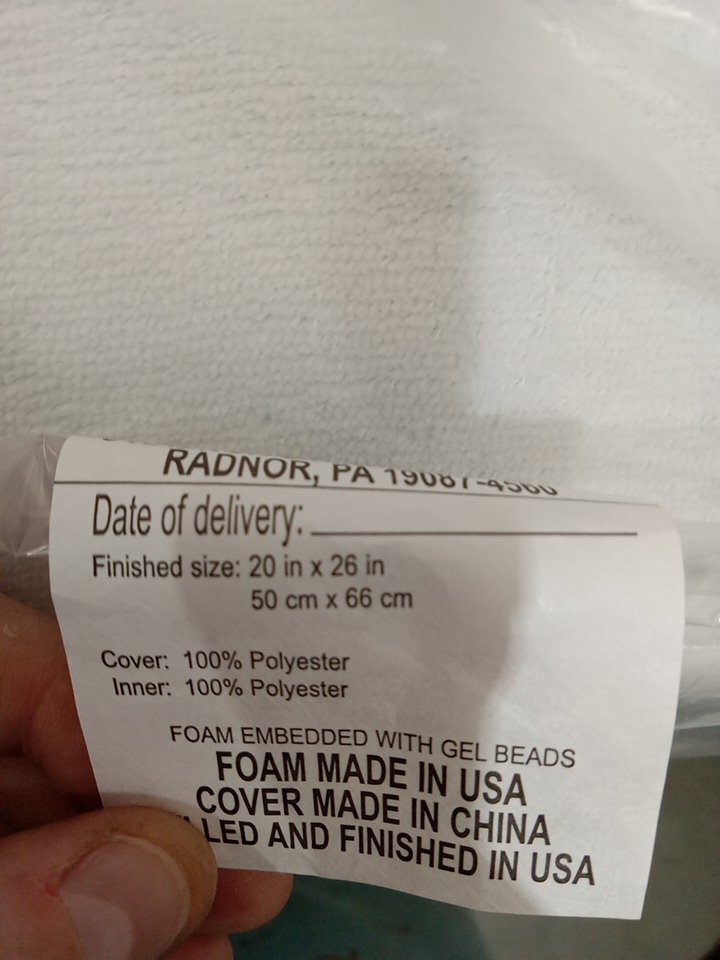 RADNOR, PA 19087-4560
Date of delivery:
Finished size: 20 in x 26 in
50 cm x 66 cm
Cover: 100% Polyester
Inner: 100% Polyester
FOAM EMBEDDED WITH GEL BEADS
FOAM MADE IN USA
COVER MADE IN CHINA
AND FINISHED IN USA